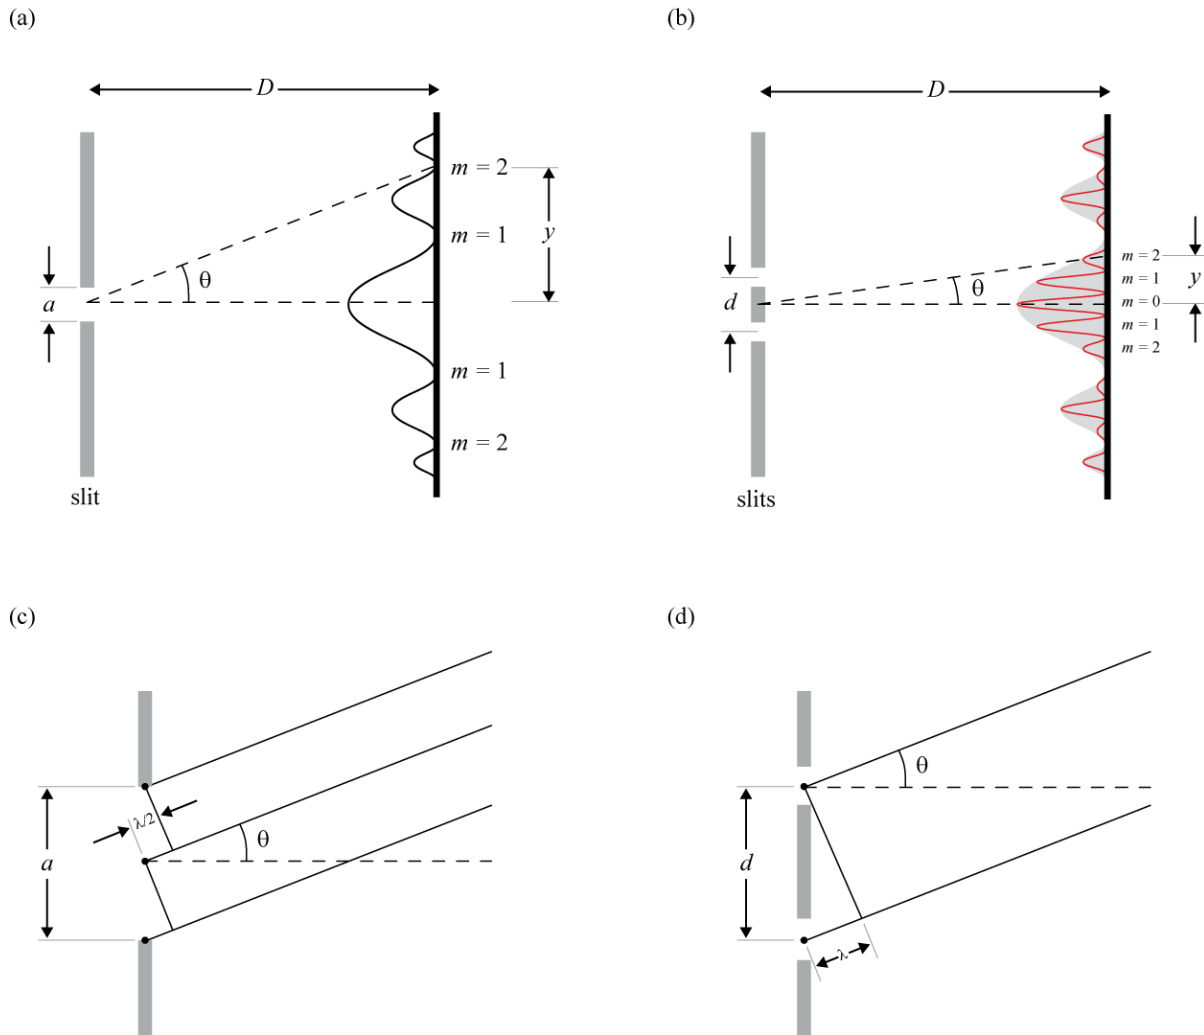 (a)
D
m = 2
m = 1
y
θ
a
m = 1
m = 2
slit
(b)
D
m = 2
m = 1
m = 0
m = 1
m = 2
y
θ
d
slits
(c)
λ/2
θ
a
(d)
θ
d
λ